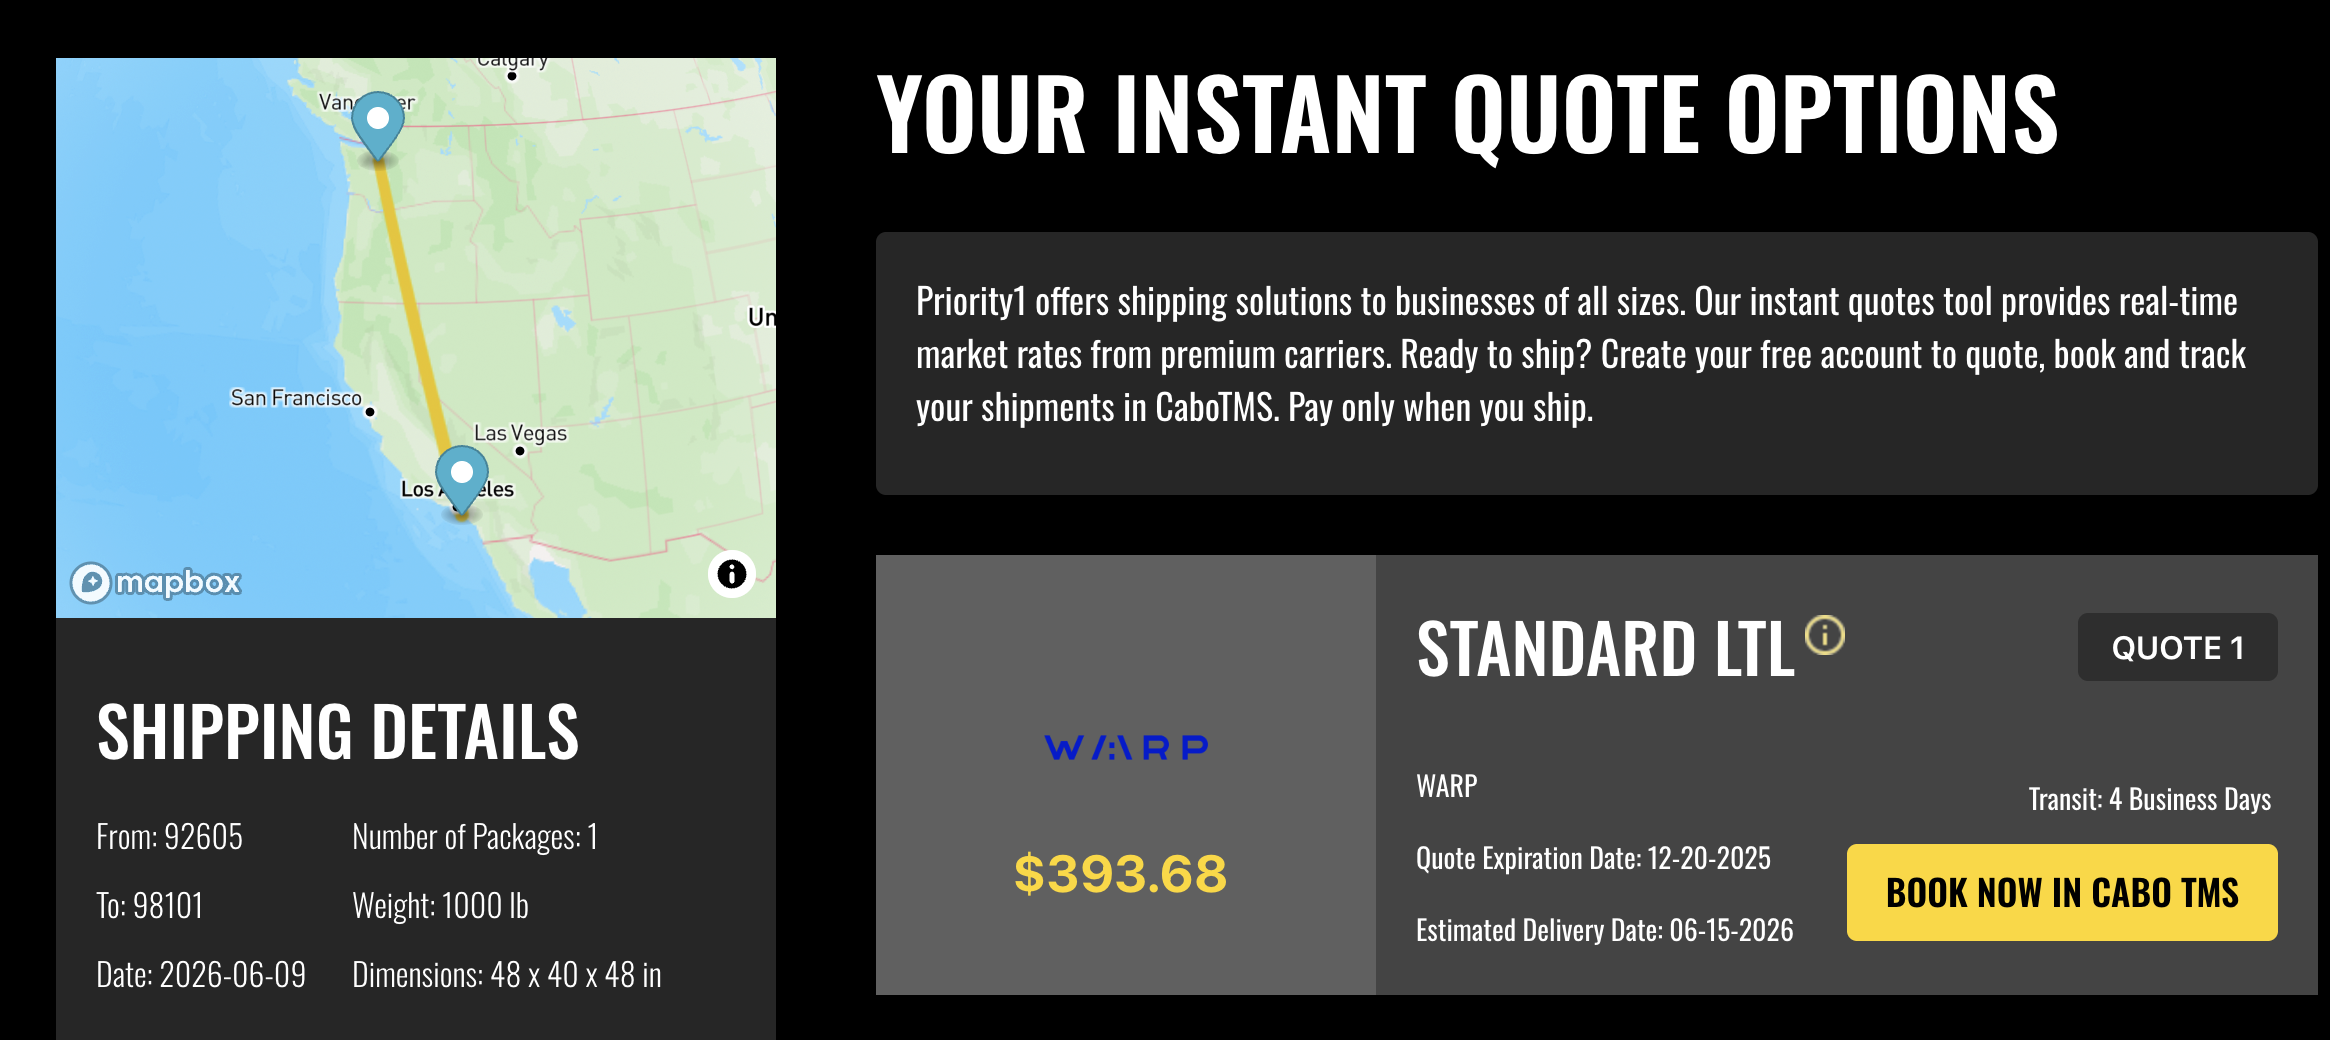 Calgary
San Francisco
Las Vegas
mapbox
SHIPPING DETAILS
From: 92605
Number of Packages: 1
To: 98101
Weight: 1000 lb
Date: 2026-06-09
Dimensions: 48 x 40 x 48 in
YOUR INSTANT QUOTE OPTIONS
Priority1 offers shipping solutions to businesses of all sizes. Our instant quotes tool provides real-time
market rates from premium carriers. Ready to ship? Create your free account to quote, book and track
your shipments in CaboTMS. Pay only when you ship.
WARP
$393.68
STANDARD LTL
QUOTE 1
WARP
Transit: 4 Business Days
Quote Expiration Date: 12-20-2025
BOOK NOW IN CABO TMS
Estimated Delivery Date: 06-15-2026